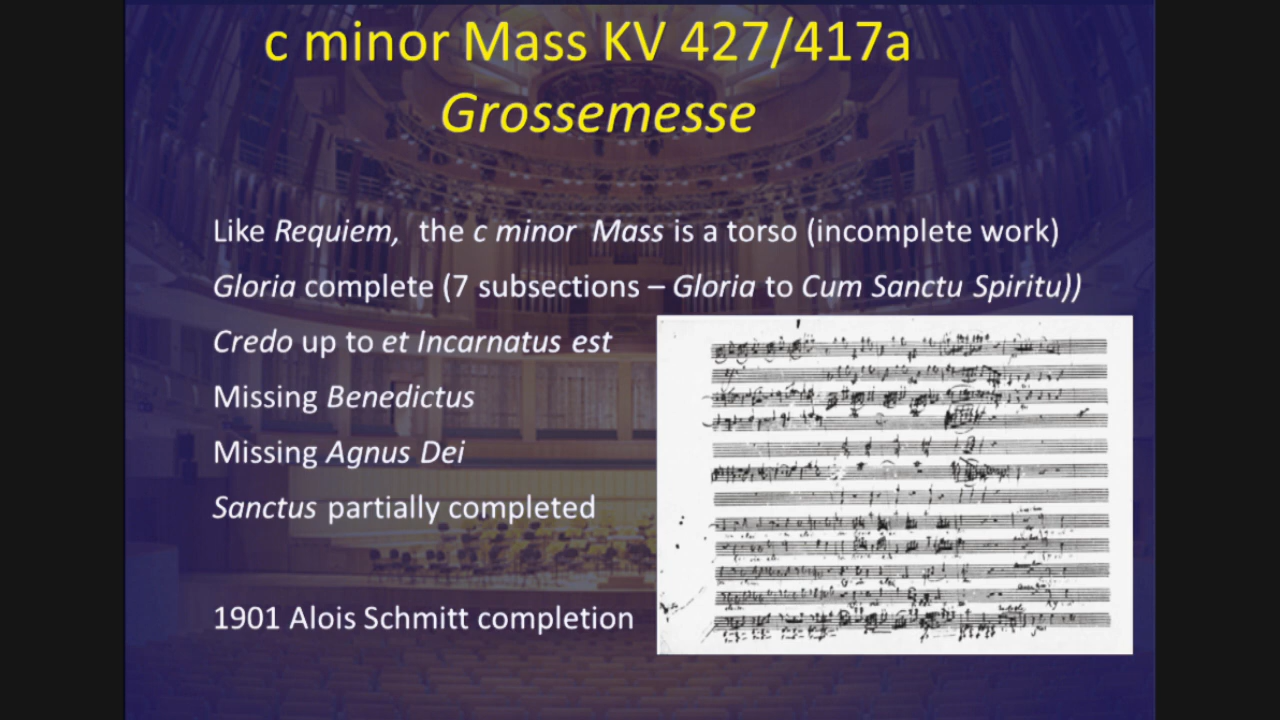 c minor Mass KV 427/417a
Grossemesse
Like Requiem, the c minor Mass is a torso (incomplete work)
Gloria complete (7 subsections – Gloria to Cum Sanctu Spiritu))
Credo up to et Incarnatus est
Missing Benedictus
Missing Agnus Dei
Sanctus partially completed
1901 Alois Schmitt completion